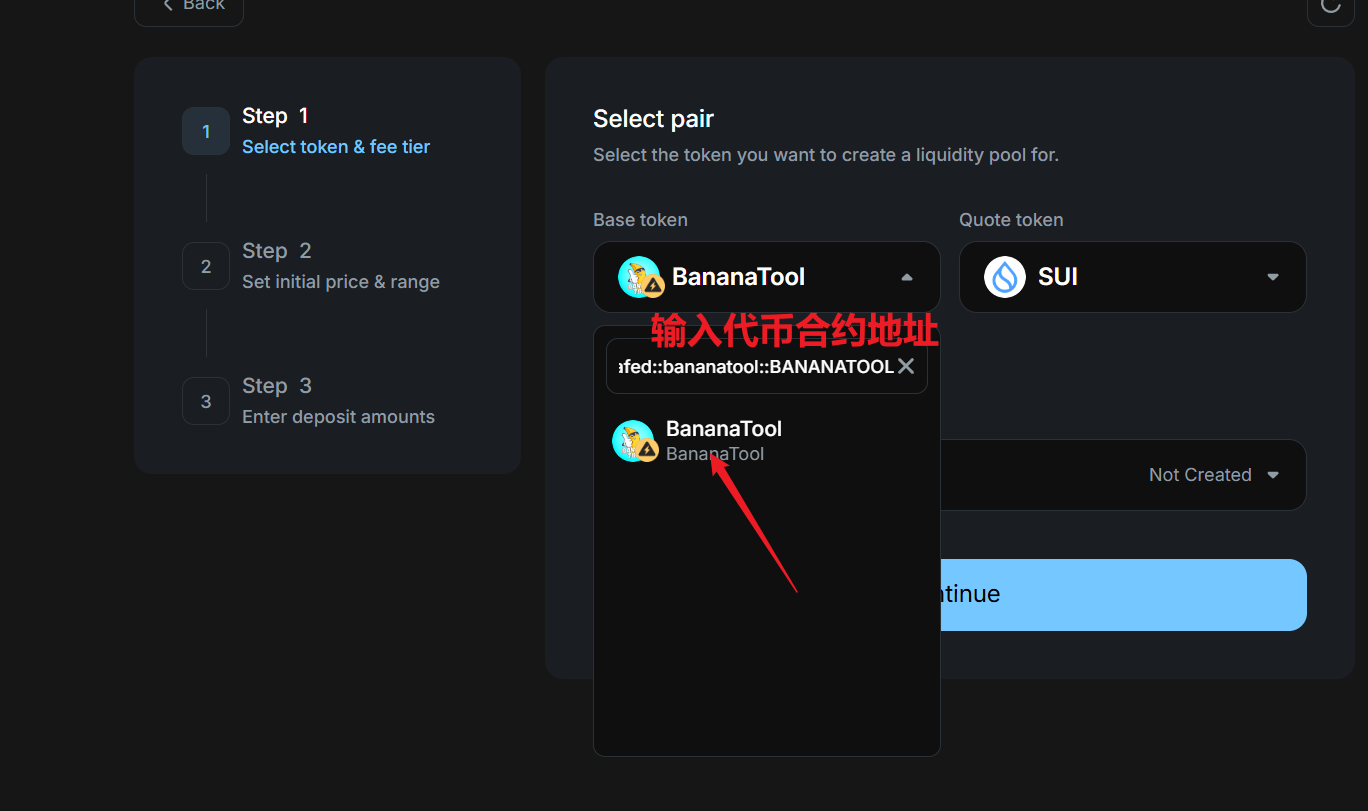 Back
1
Step 1
Select token & fee tier
2
Step 2
Set initial price & range
3
Step 3
Enter deposit amounts
Select pair
Select the token you want to create a liquidity pool for.
Base token
Quote token
BananaTool
SUI
输入代币合约地址
afed::bananatool::BANANATOOL
BananaTool
BananaTool
Not Created
ntinue